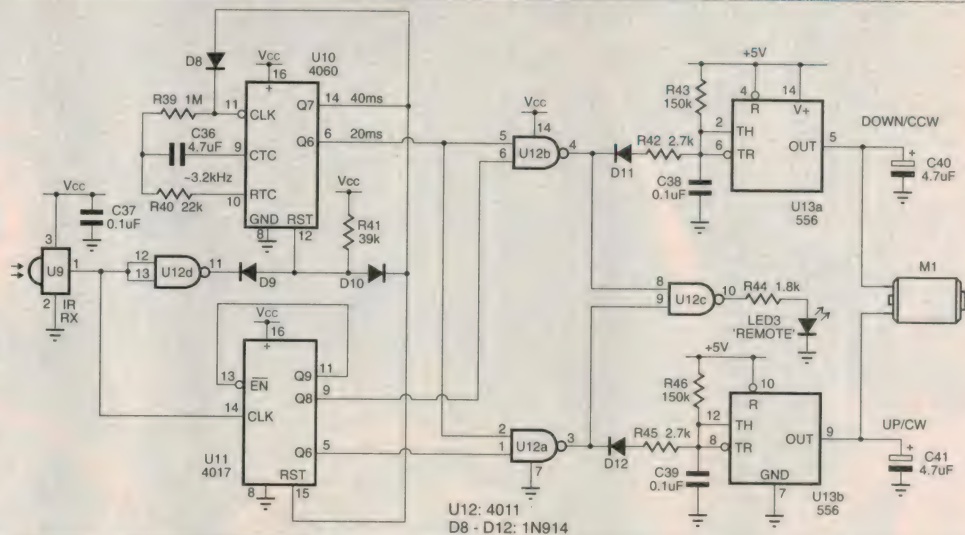 D8
R39 1M
C36
4.7uF
~3.2kHz
R40 22k
Vcc
16
U10
4060
11
CLK
9
CTC
10
RTC
GND
8
RST
12
Q7
14
40ms
Q6
13
20ms
Vcc
C37
0.1uF
3
U9
1
2
IR
RX
12
13
U12d
11
D9
Vcc
R41
39k
D10
Vcc
16
13
EN
14
CLK
Q9
11
Q8
9
Q6
5
RST
15
8
U11
4017
Vcc
14
5
6
U12b
4
2
1
U12a
3
7
D11
R42 2.7k
+5V
R43
150k
4
R
14
V+
2
TH
6
TR
OUT
5
C38
0.1uF
U13a
556
DOWN/CCW
+
C40
4.7uF
M1
8
9
U12c
10
R44 1.8k
LED3
'REMOTE'
+5V
R46
150k
10
R
12
TH
8
TR
OUT
9
GND
7
D12
R45 2.7k
C39
0.1uF
U13b
556
UP/CW
+
C41
4.7uF
U12: 4011
D8 - D12: 1N914